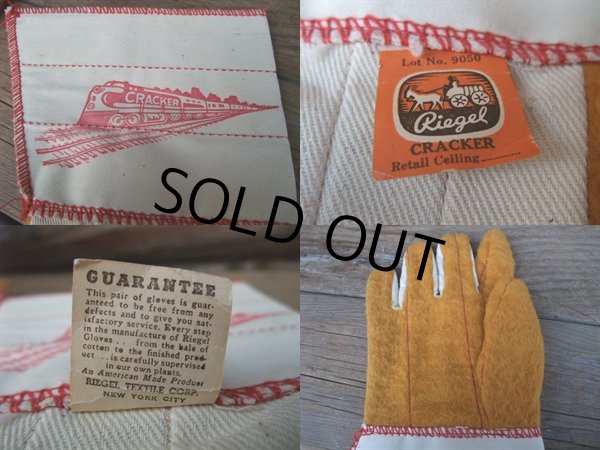 CRACKER
Lot No. 9050
Riegel
CRACKER
Retail Ceiling
SOLD OUT
GUARANTEE
This pair of gloves is guar-
anteed to be free from any
defects and to give you sat-
isfactory service. Every step
in the manufacture of Riegel
Gloves . . from the bale of
cotton to the finished prod-
uct . . is carefully supervised
in our own plants.
An American Made Product
RIEGEL TEXTILE CORP.
NEW YORK CITY